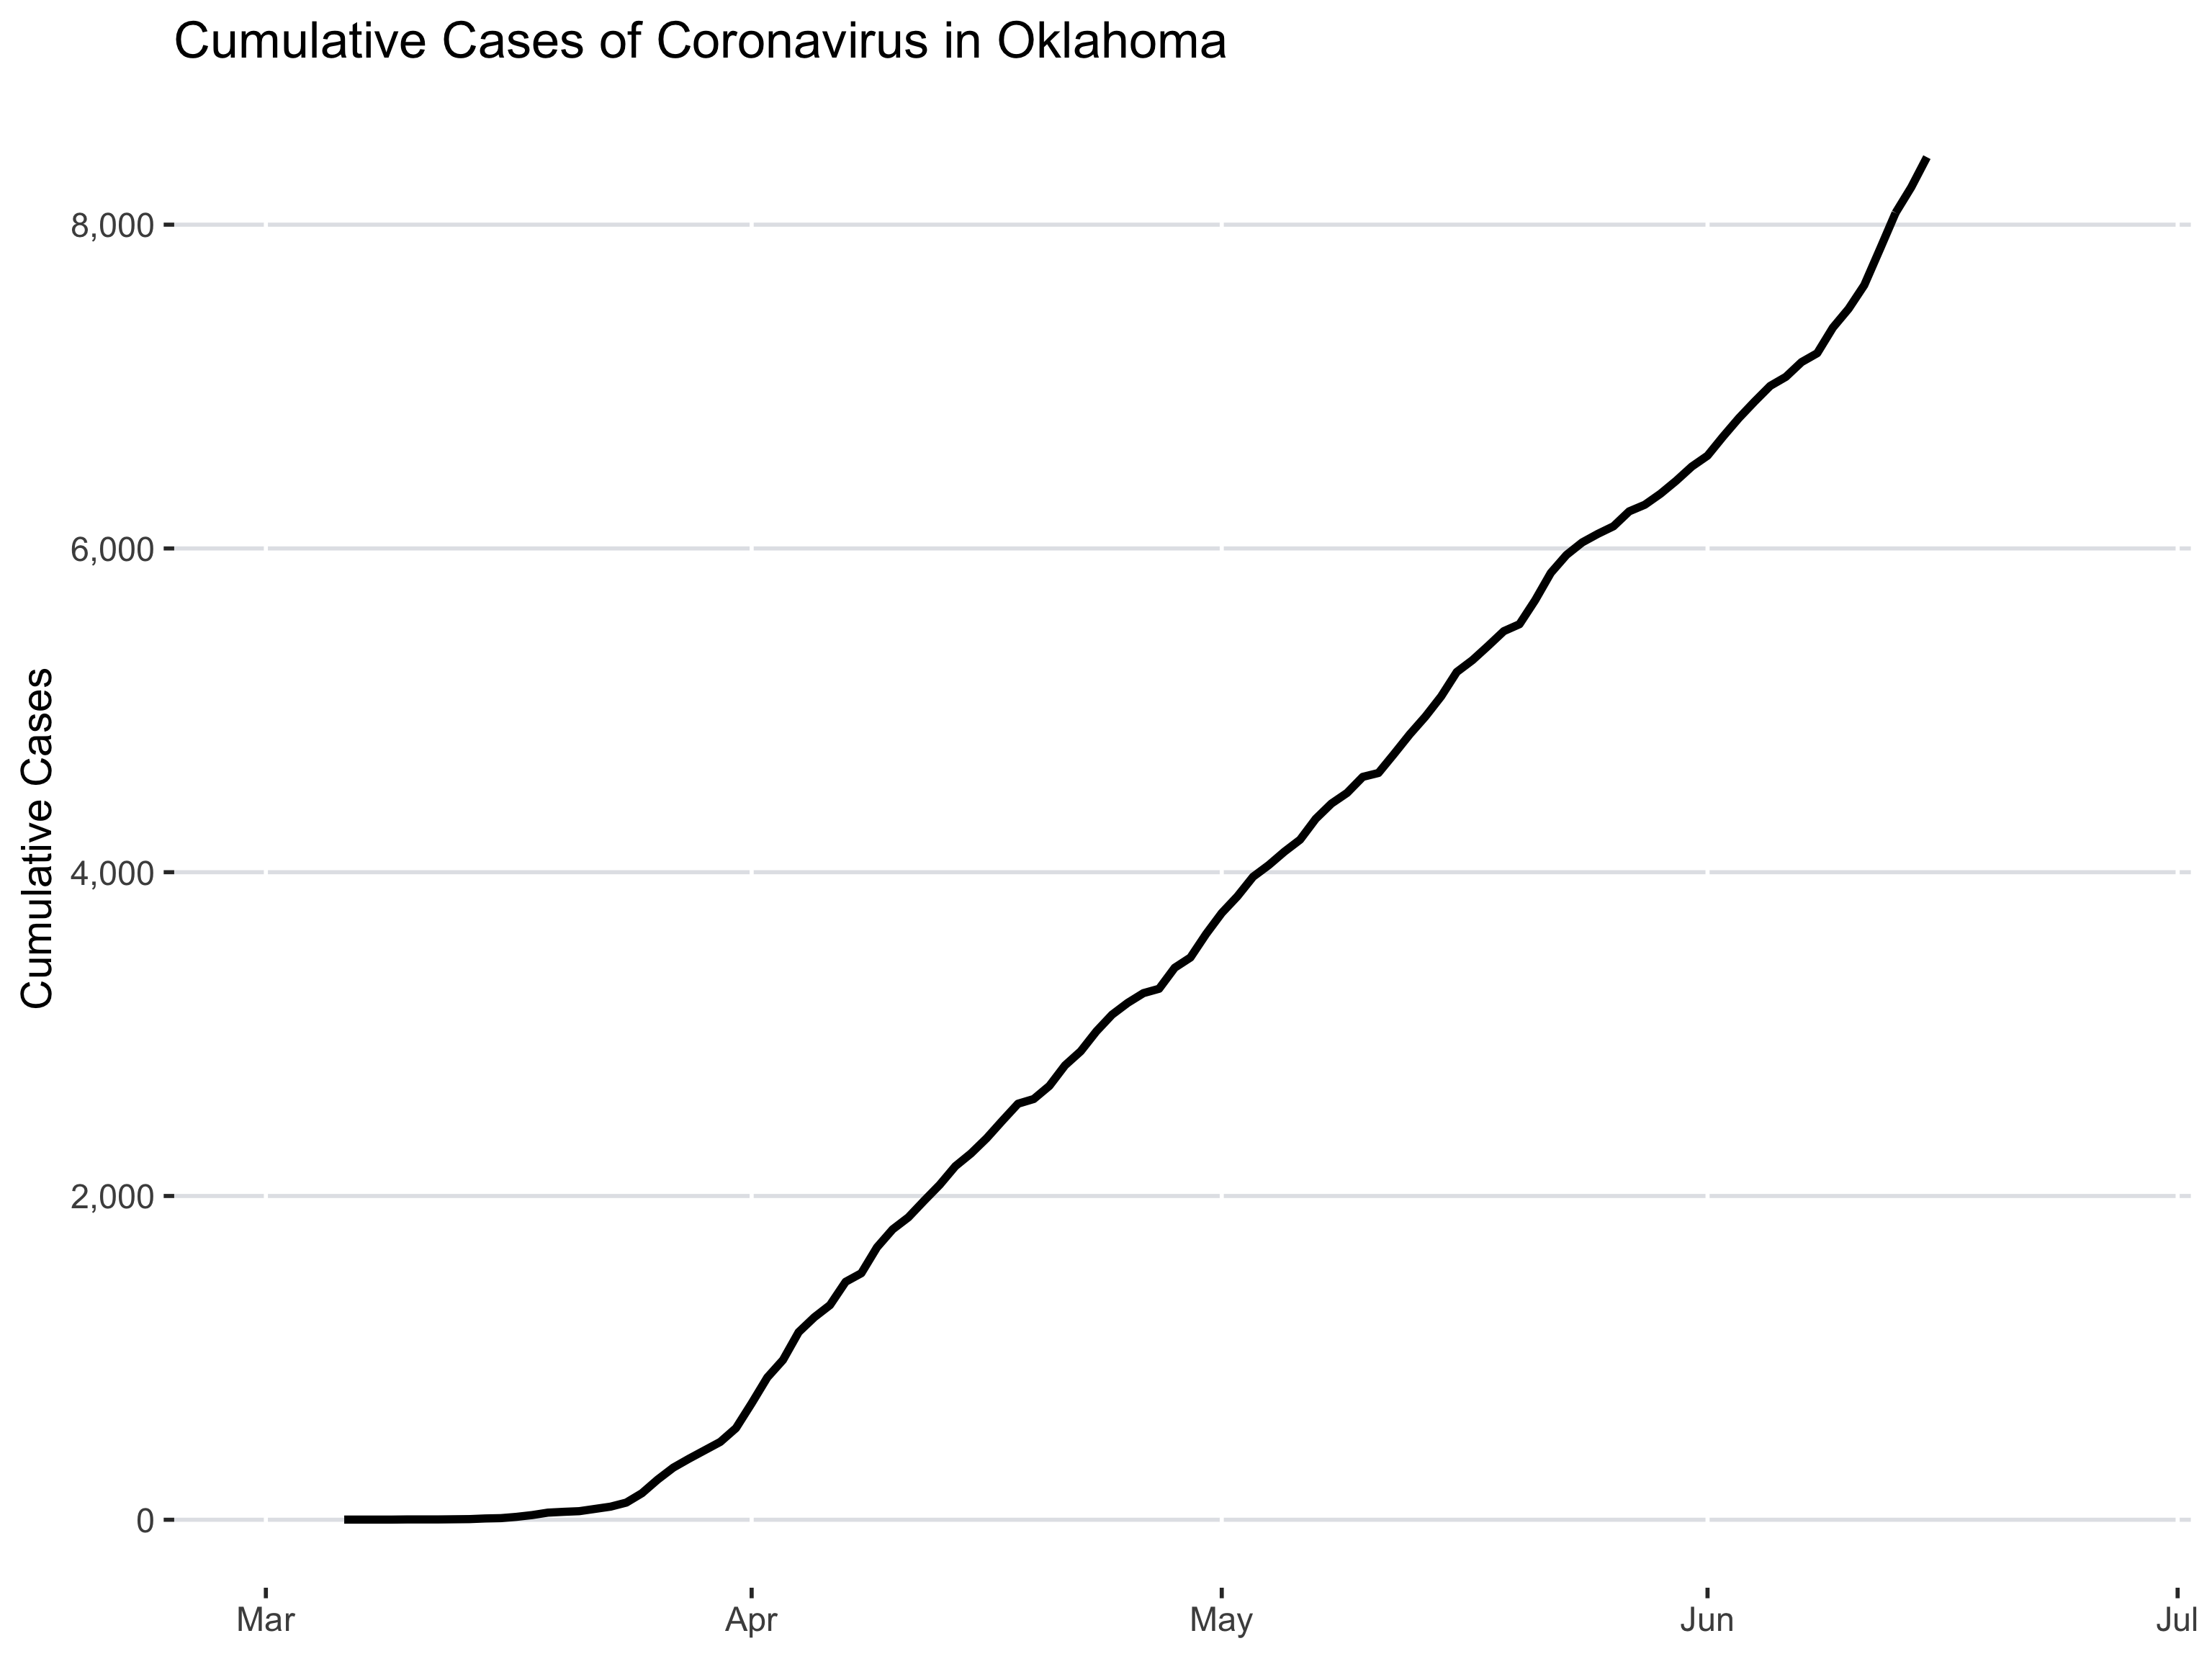 Cumulative Cases of Coronavirus in Oklahoma
8,000
6,000
4,000
2,000
0
Cumulative Cases
Mar Apr May Jun Jul